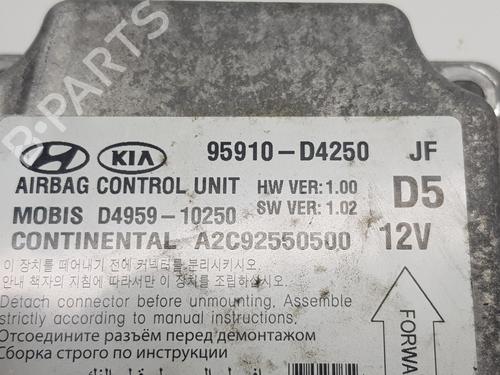 B-PARTS
HYUNDAI KIA 95910-D4250 JF
AIRBAG CONTROL UNIT HW VER: 1.00 D5
MOBIS D4959-10250 SW VER: 1.02
CONTINENTAL A2C92550500 12V
이 장치를 떼어내기 전에 커넥터를 분리시키시오.
안내 책자의 지침에 따라서만 이 장치를 조립하십시오.
Detach connector before unmounting. Assemble
strictly according to manual instructions.
Отсоедините разъём перед демонтажом
Сборка строго по инструкции
FORWA